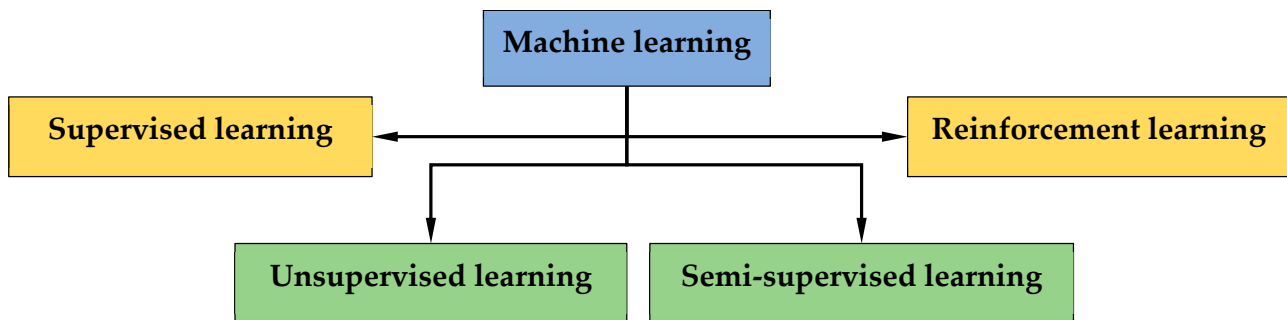 Machine learning
Supervised learning
Reinforcement learning
Unsupervised learning
Semi-supervised learning